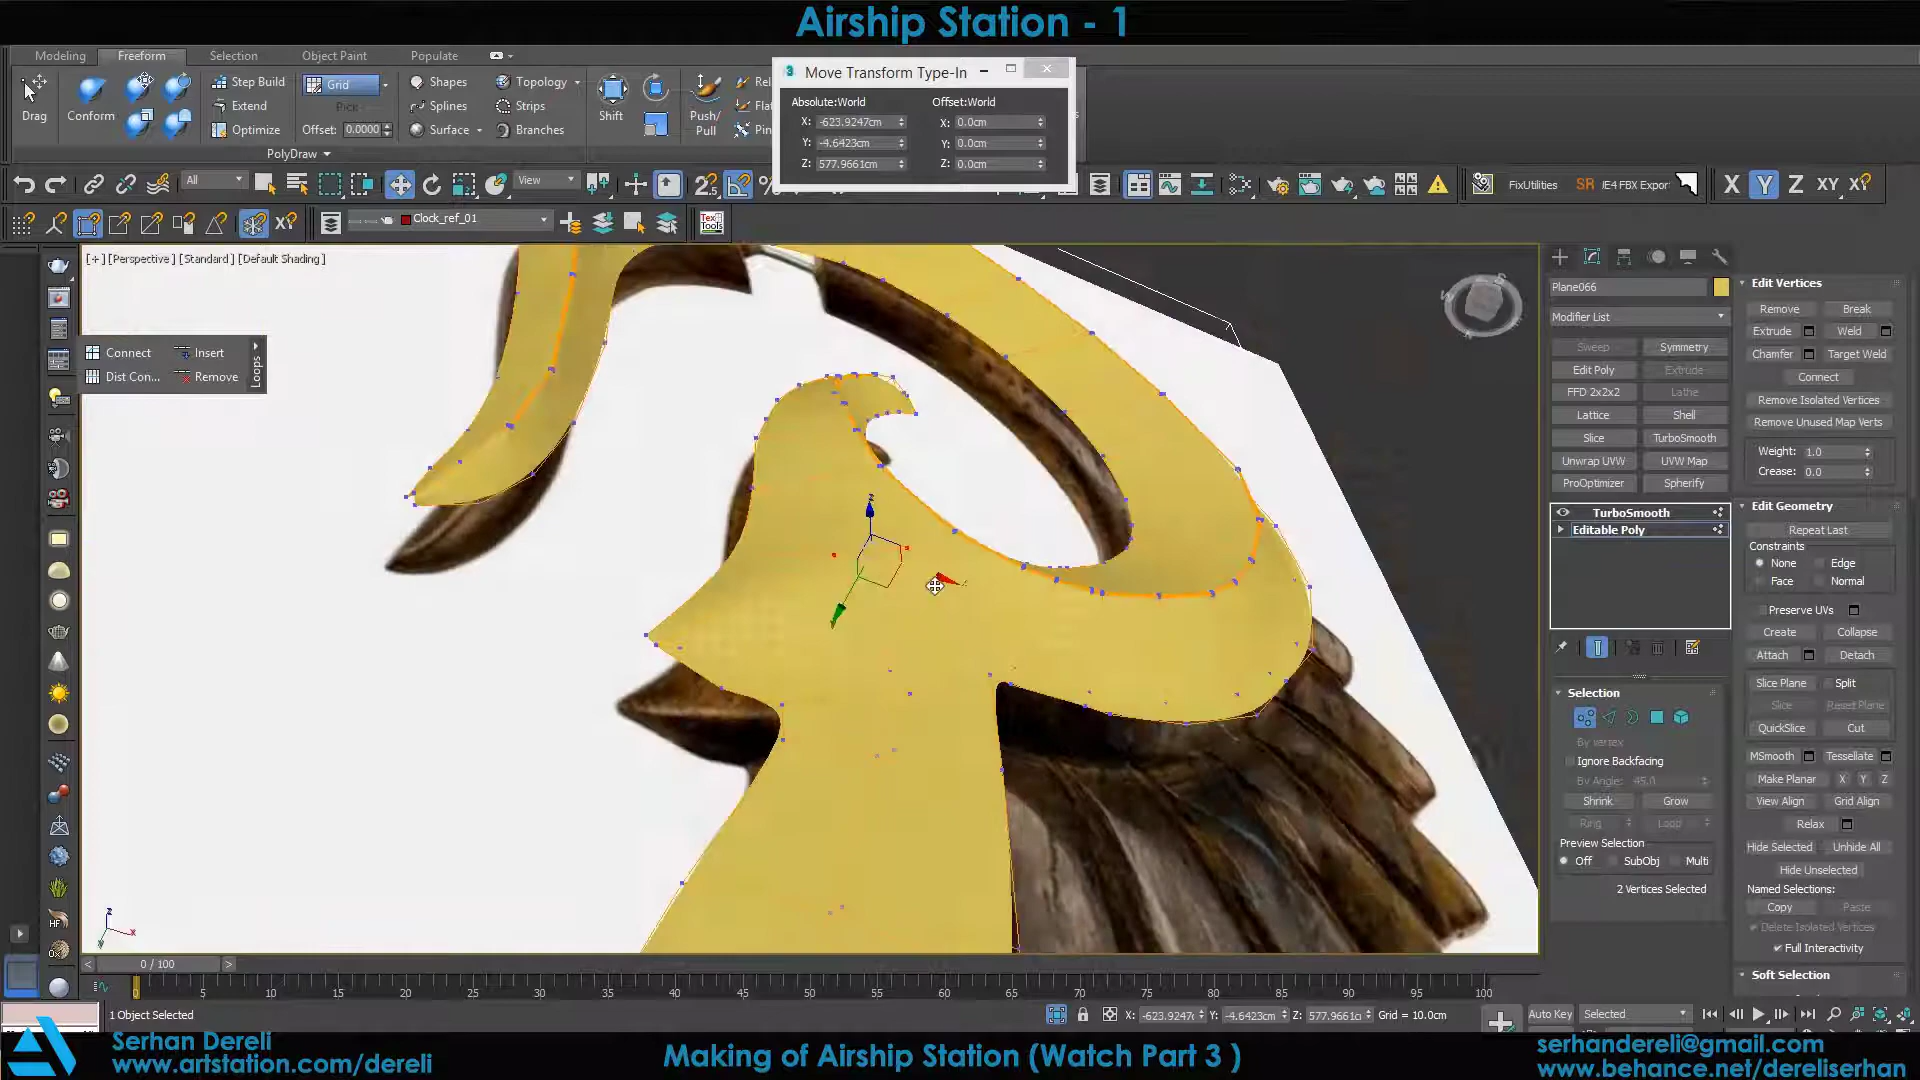 Airship Station - 1
Modeling Freeform Selection Object Paint Populate
Move Transform Type-In
Drag
Conform
Step Build
Extend
Optimize
Grid
Pick
Offset: 0.0000
Shapes
Splines
Surface
Topology
Strips
Branches
Shift
Push/
Pull
PolyDraw
Absolute:World Offset:World
X: -623.9247cm X: 0.0cm
Y: -4.6423cm Y: 0.0cm
Z: 577.9661cm Z: 0.0cm
All View
FixUtilities SR IE4 FBX Expor X Y Z XY
Clock_ref_01
[+] [Perspective] [Standard] [Default Shading]
Connect Insert
Dist Con... Remove
Loops
Plane066
Modifier List
Sweep Symmetry
Edit Poly Extrude
FFD 2x2x2 Lathe
Lattice Shell
Slice TurboSmooth
Unwrap UVW UVW Map
ProOptimizer Spherify
TurboSmooth
Editable Poly
Selection
By Vertex
Ignore Backfacing
By Angle: 45.0
Shrink Grow
Ring Loop
Preview Selection
Off SubObj Multi
2 Vertices Selected
Edit Vertices
Remove Break
Extrude Weld
Chamfer Target Weld
Connect
Remove Isolated Vertices
Remove Unused Map Verts
Weight: 1.0
Crease: 0.0
Edit Geometry
Repeat Last
Constraints
None Edge
Face Normal
Preserve UVs
Create Collapse
Attach Detach
Slice Plane Split
Slice Reset Plane
QuickSlice Cut
MSmooth Tessellate
Make Planar X Y Z
View Align Grid Align
Relax
Hide Selected Unhide All
Hide Unselected
Named Selections:
Copy Paste
Delete Isolated Vertices
Full Interactivity
Soft Selection
0 / 100
0 5 10 15 20 25 30 35 40 45 50 55 60 65 70 75 80 85 90 95 100
1 Object Selected
X: -623.9247c Y: -4.6423cm Z: 577.9661c Grid = 10.0cm
Auto Key Selected
Serhan Dereli
www.artstation.com/dereli
Making of Airship Station (Watch Part 3 )
serhandereli@gmail.com
www.behance.net/dereliserhan